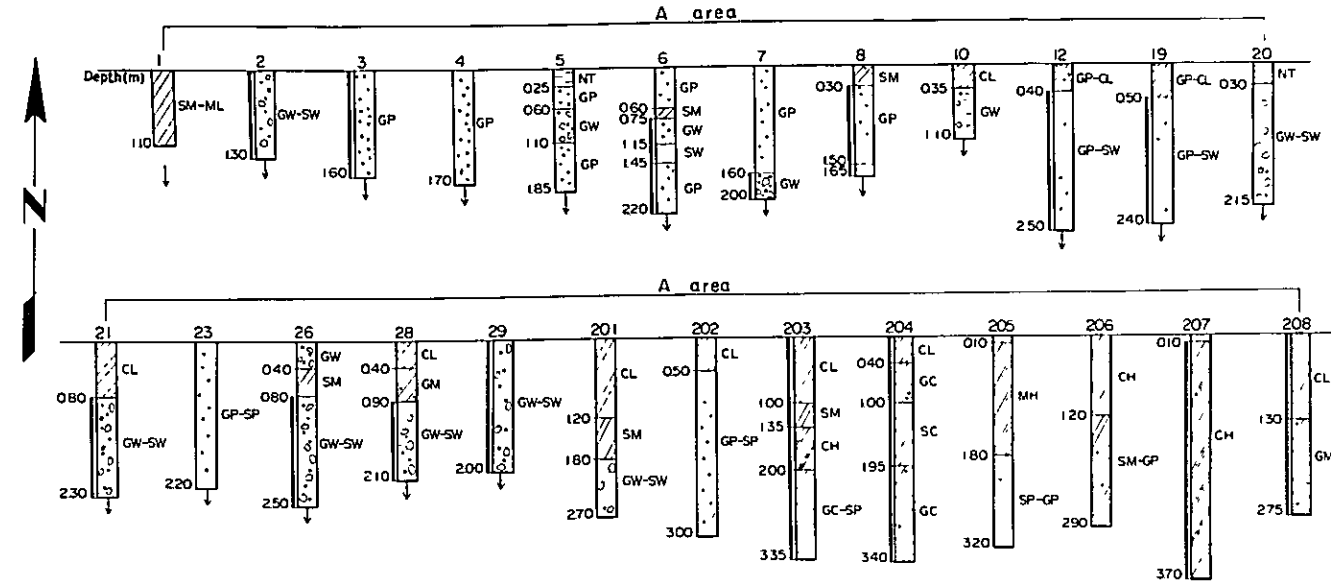 A area
1 2 3 4 5 6 7 8 10 12 19 20
Depth(m)
SM-ML
110
GW-SW
130
GP
160
GP
170
NT
025
GP
060
GW
110
GP
185
GP
060
SM
075
GW
115
SW
145
GP
220
GP
160
GW
200
SM
030
GP
150
165
CL
035
GW
110
GP-CL
040
GP-SW
250
GP-CL
050
GP-SW
240
NT
030
GW-SW
215
N
A area
21 23 26 28 29 201 202 203 204 205 206 207 208
CL
080
GW-SW
230
GP-SP
220
GW
040
SM
080
GW-SW
250
CL
040
GM
090
GW-SW
210
GW-SW
200
CL
120
SM
180
GW-SW
270
CL
050
GP-SP
300
CL
100
SM
135
CH
200
GC-SP
335
CL
040
GC
100
SC
195
GC
340
010
MH
180
SP-GP
320
CH
120
SM-GP
290
010
CH
370
CL
130
GM
275